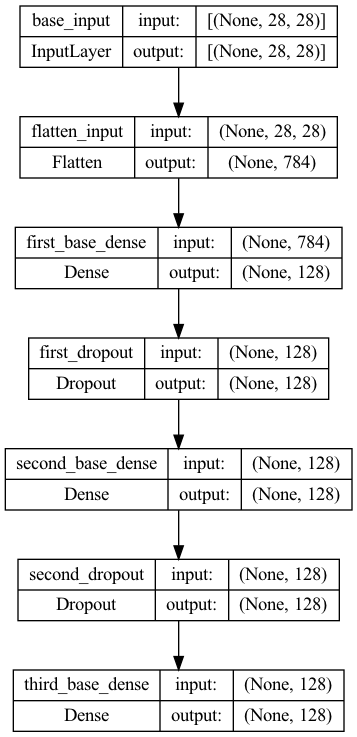 base_input input: [(None, 28, 28)]
InputLayer output: [(None, 28, 28)]
flatten_input input: (None, 28, 28)
Flatten output: (None, 784)
first_base_dense input: (None, 784)
Dense output: (None, 128)
first_dropout input: (None, 128)
Dropout output: (None, 128)
second_base_dense input: (None, 128)
Dense output: (None, 128)
second_dropout input: (None, 128)
Dropout output: (None, 128)
third_base_dense input: (None, 128)
Dense output: (None, 128)